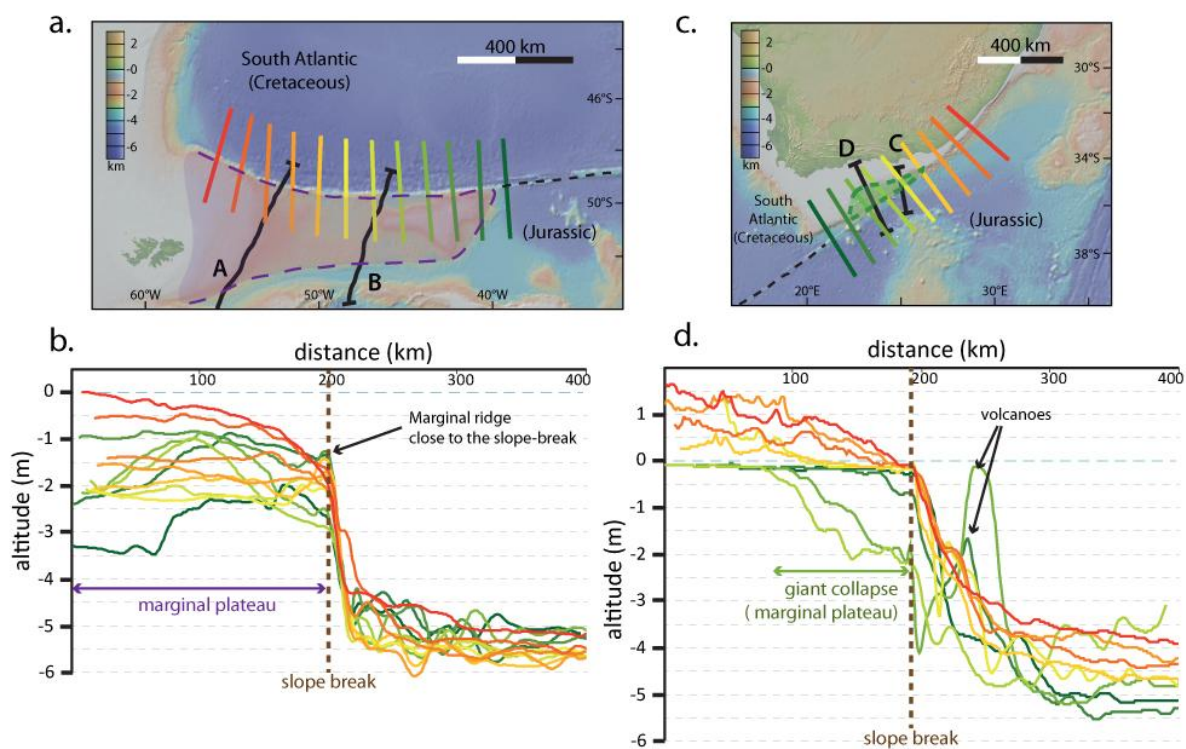 a.
2
-0
-2
-4
-6
km
South Atlantic
(Cretaceous)
400 km
46°S
50°S
(Jurassic)
A
B
60°W
50°W
40°W
c.
2
-0
-2
-4
-6
km
400 km
30°S
34°S
38°S
D
C
South
Atlantic
(Cretaceous)
(Jurassic)
20°E
30°E
b.
distance (km)
100
200
300
400
0
-1
-2
-3
-4
-5
-6
altitude (m)
Marginal ridge
close to the slope-break
marginal plateau
slope break
d.
distance (km)
100
200
300
400
1
0
-1
-2
-3
-4
-5
-6
altitude (m)
volcanoes
giant collapse
( marginal plateau)
slope break